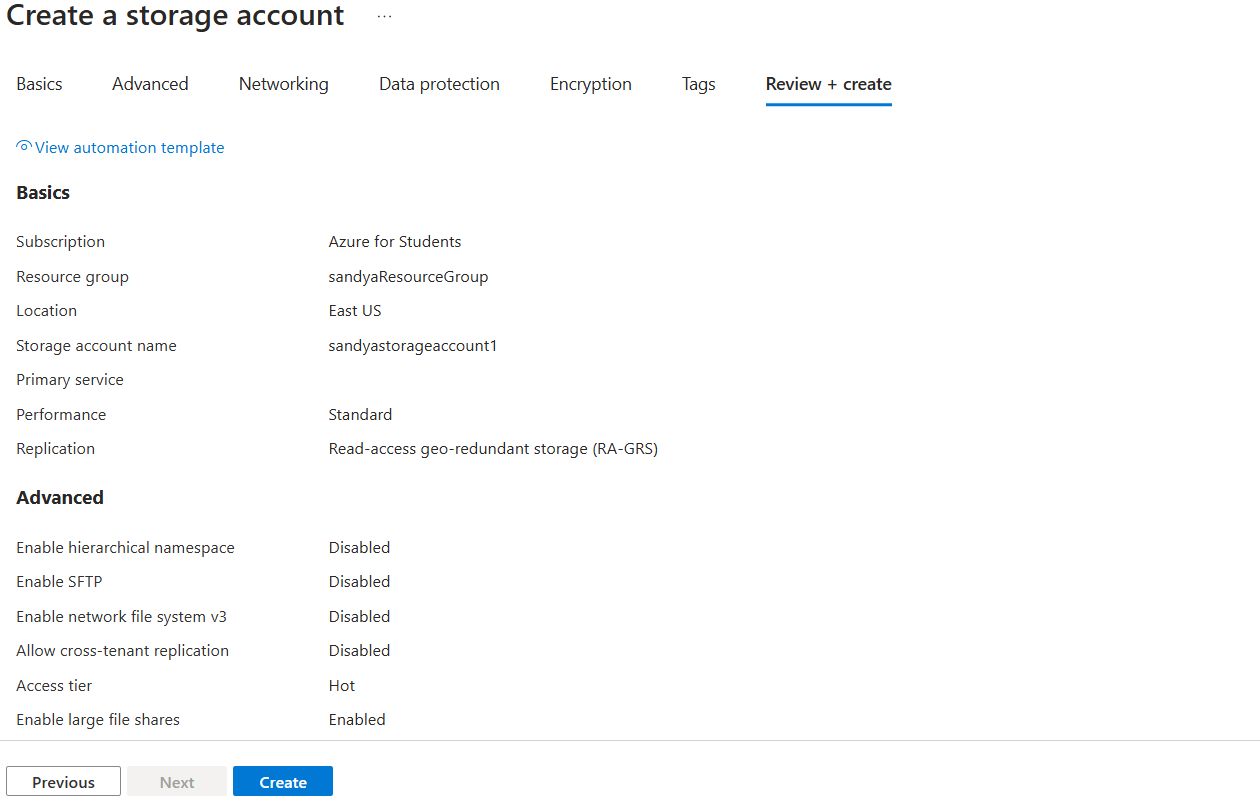 Create a storage account ...
Basics Advanced Networking Data protection Encryption Tags Review + create
View automation template
Basics
Subscription Azure for Students
Resource group sandyaResourceGroup
Location East US
Storage account name sandyastorageaccount1
Primary service
Performance Standard
Replication Read-access geo-redundant storage (RA-GRS)
Advanced
Enable hierarchical namespace Disabled
Enable SFTP Disabled
Enable network file system v3 Disabled
Allow cross-tenant replication Disabled
Access tier Hot
Enable large file shares Enabled
Previous Next Create